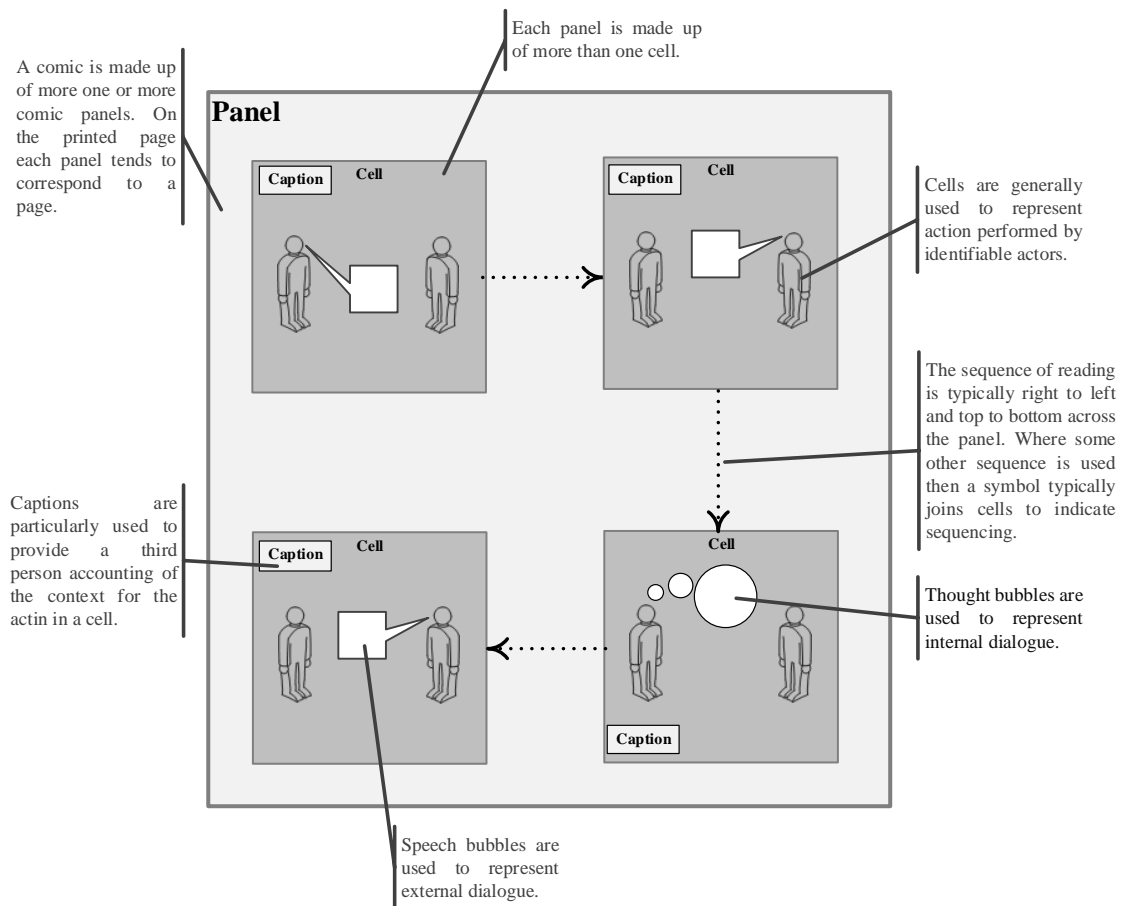 Each panel is made up
of more than one cell.
A comic is made up
of more one or more
comic panels. On
the printed page
each panel tends to
correspond to a
page.
Panel
Caption
Cell
Caption
Cell
Cells are generally
used to represent
action performed by
identifiable actors.
The sequence of reading
is typically right to left
and top to bottom across
the panel. Where some
other sequence is used
then a symbol typically
joins cells to indicate
sequencing.
Captions are
particularly used to
provide a third
person accounting of
the context for the
actin in a cell.
Caption
Cell
Cell
Caption
Thought bubbles are
used to represent
internal dialogue.
Speech bubbles are
used to represent
external dialogue.